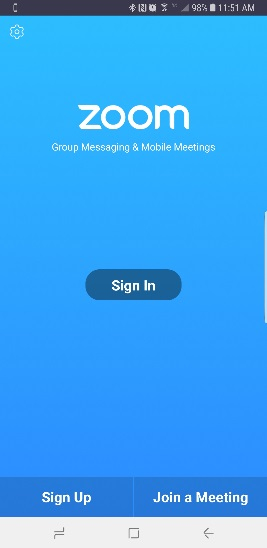 98% 11:51 AM
zoom
Group Messaging & Mobile Meetings
Sign In
Sign Up
Join a Meeting